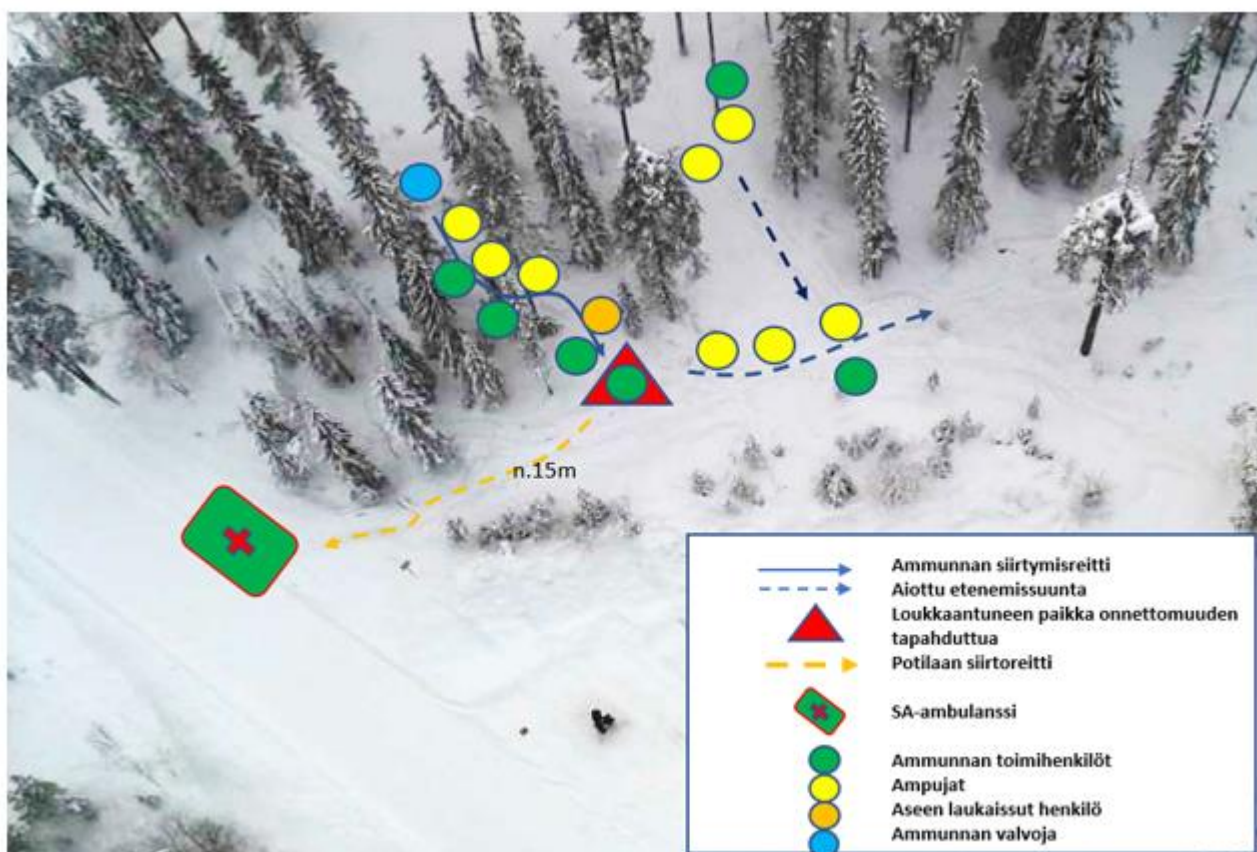 n.15m
Ammunnan siirtymisreitti
Aiottu etenemissuunta
Loukkaantuneen paikka onnettomuuden
tapahduttua
Potilaan siirtoreitti
SA-ambulanssi
Ammunnan toimihenkilöt
Ampujat
Aseen laukaissut henkilö
Ammunnan valvoja